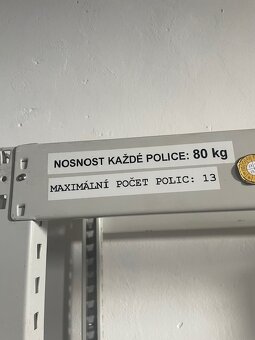 NOSNOST KAŽDÉ POLICE: 80 kg
MAXIMÁLNÍ POČET POLIC: 13